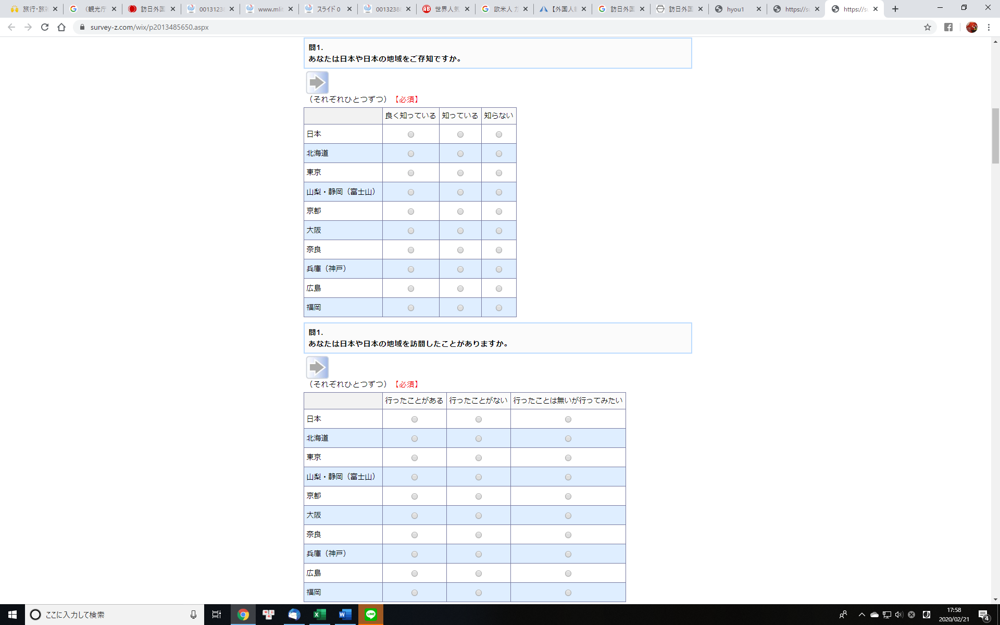 旅行・旅
（観光庁
訪日外国
0013123
www.mlit
スライド 0
0013238
世界人気
欧米人 ガ
【外国人
訪日外国
訪日外国
hyou1
https://su
https://su
survey-z.com/wix/p2013485650.aspx
問1.
あなたは日本や日本の地域をご存知ですか。
（それぞれひとつずつ）【必須】
良く知っている 知っている 知らない
日本
北海道
東京
山梨・静岡（富士山）
京都
大阪
奈良
兵庫（神戸）
広島
福岡
問1.
あなたは日本や日本の地域を訪問したことがありますか。
（それぞれひとつずつ）【必須】
行ったことがある 行ったことがない 行ったことは無いが行ってみたい
日本
北海道
東京
山梨・静岡（富士山）
京都
大阪
奈良
兵庫（神戸）
広島
福岡
ここに入力して検索
17:58
2020/02/21
4